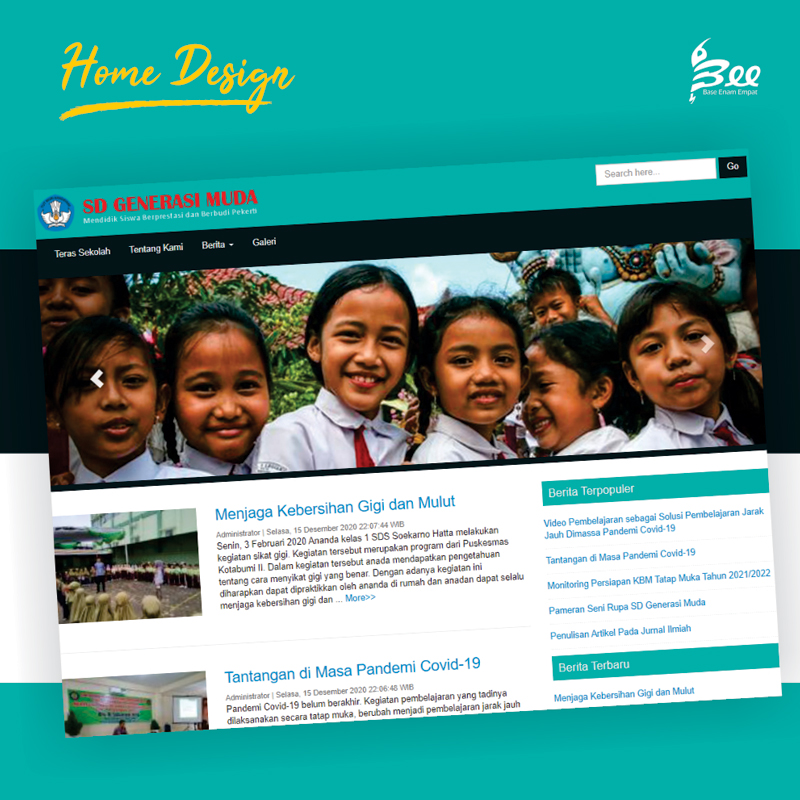 Home Design
Bee
Base Enam Empat
SD GENERASI MUDA
Mendidik Siswa Berprestasi dan Berbudi Pekerti
Search here...
Go
Teras Sekolah
Tentang Kami
Berita
Galeri
Menjaga Kebersihan Gigi dan Mulut
Administrator | Selasa, 15 Desember 2020 22:07:44 WIB
Senin, 3 Februari 2020 Ananda kelas 1 SDS Soekarno Hatta melakukan
kegiatan sikat gigi. Kegiatan tersebut merupakan program dari Puskesmas
Kotabumi II. Dalam kegiatan tersebut anada mendapatkan pengetahuan
tentang cara menyikat gigi yang benar. Dengan adanya kegiatan ini
diharapkan dapat dipraktikkan oleh ananda di rumah dan anadan dapat selalu
menjaga kebersihan gigi dan ... More>>
Tantangan di Masa Pandemi Covid-19
Administrator | Selasa, 15 Desember 2020 22:06:48 WIB
Pandemi Covid-19 belum berakhir. Kegiatan pembelajaran yang tadinya
dilaksanakan secara tatap muka, berubah menjadi pembelajaran jarak jauh
Berita Terpopuler
Video Pembelajaran sebagai Solusi Pembelajaran Jarak
Jauh Dimassa Pandemi Covid-19
Tantangan di Masa Pandemi Covid-19
Monitoring Persiapan KBM Tatap Muka Tahun 2021/2022
Pameran Seni Rupa SD Generasi Muda
Penulisan Artikel Pada Jurnal Ilmiah
Berita Terbaru
Menjaga Kebersihan Gigi dan Mulut